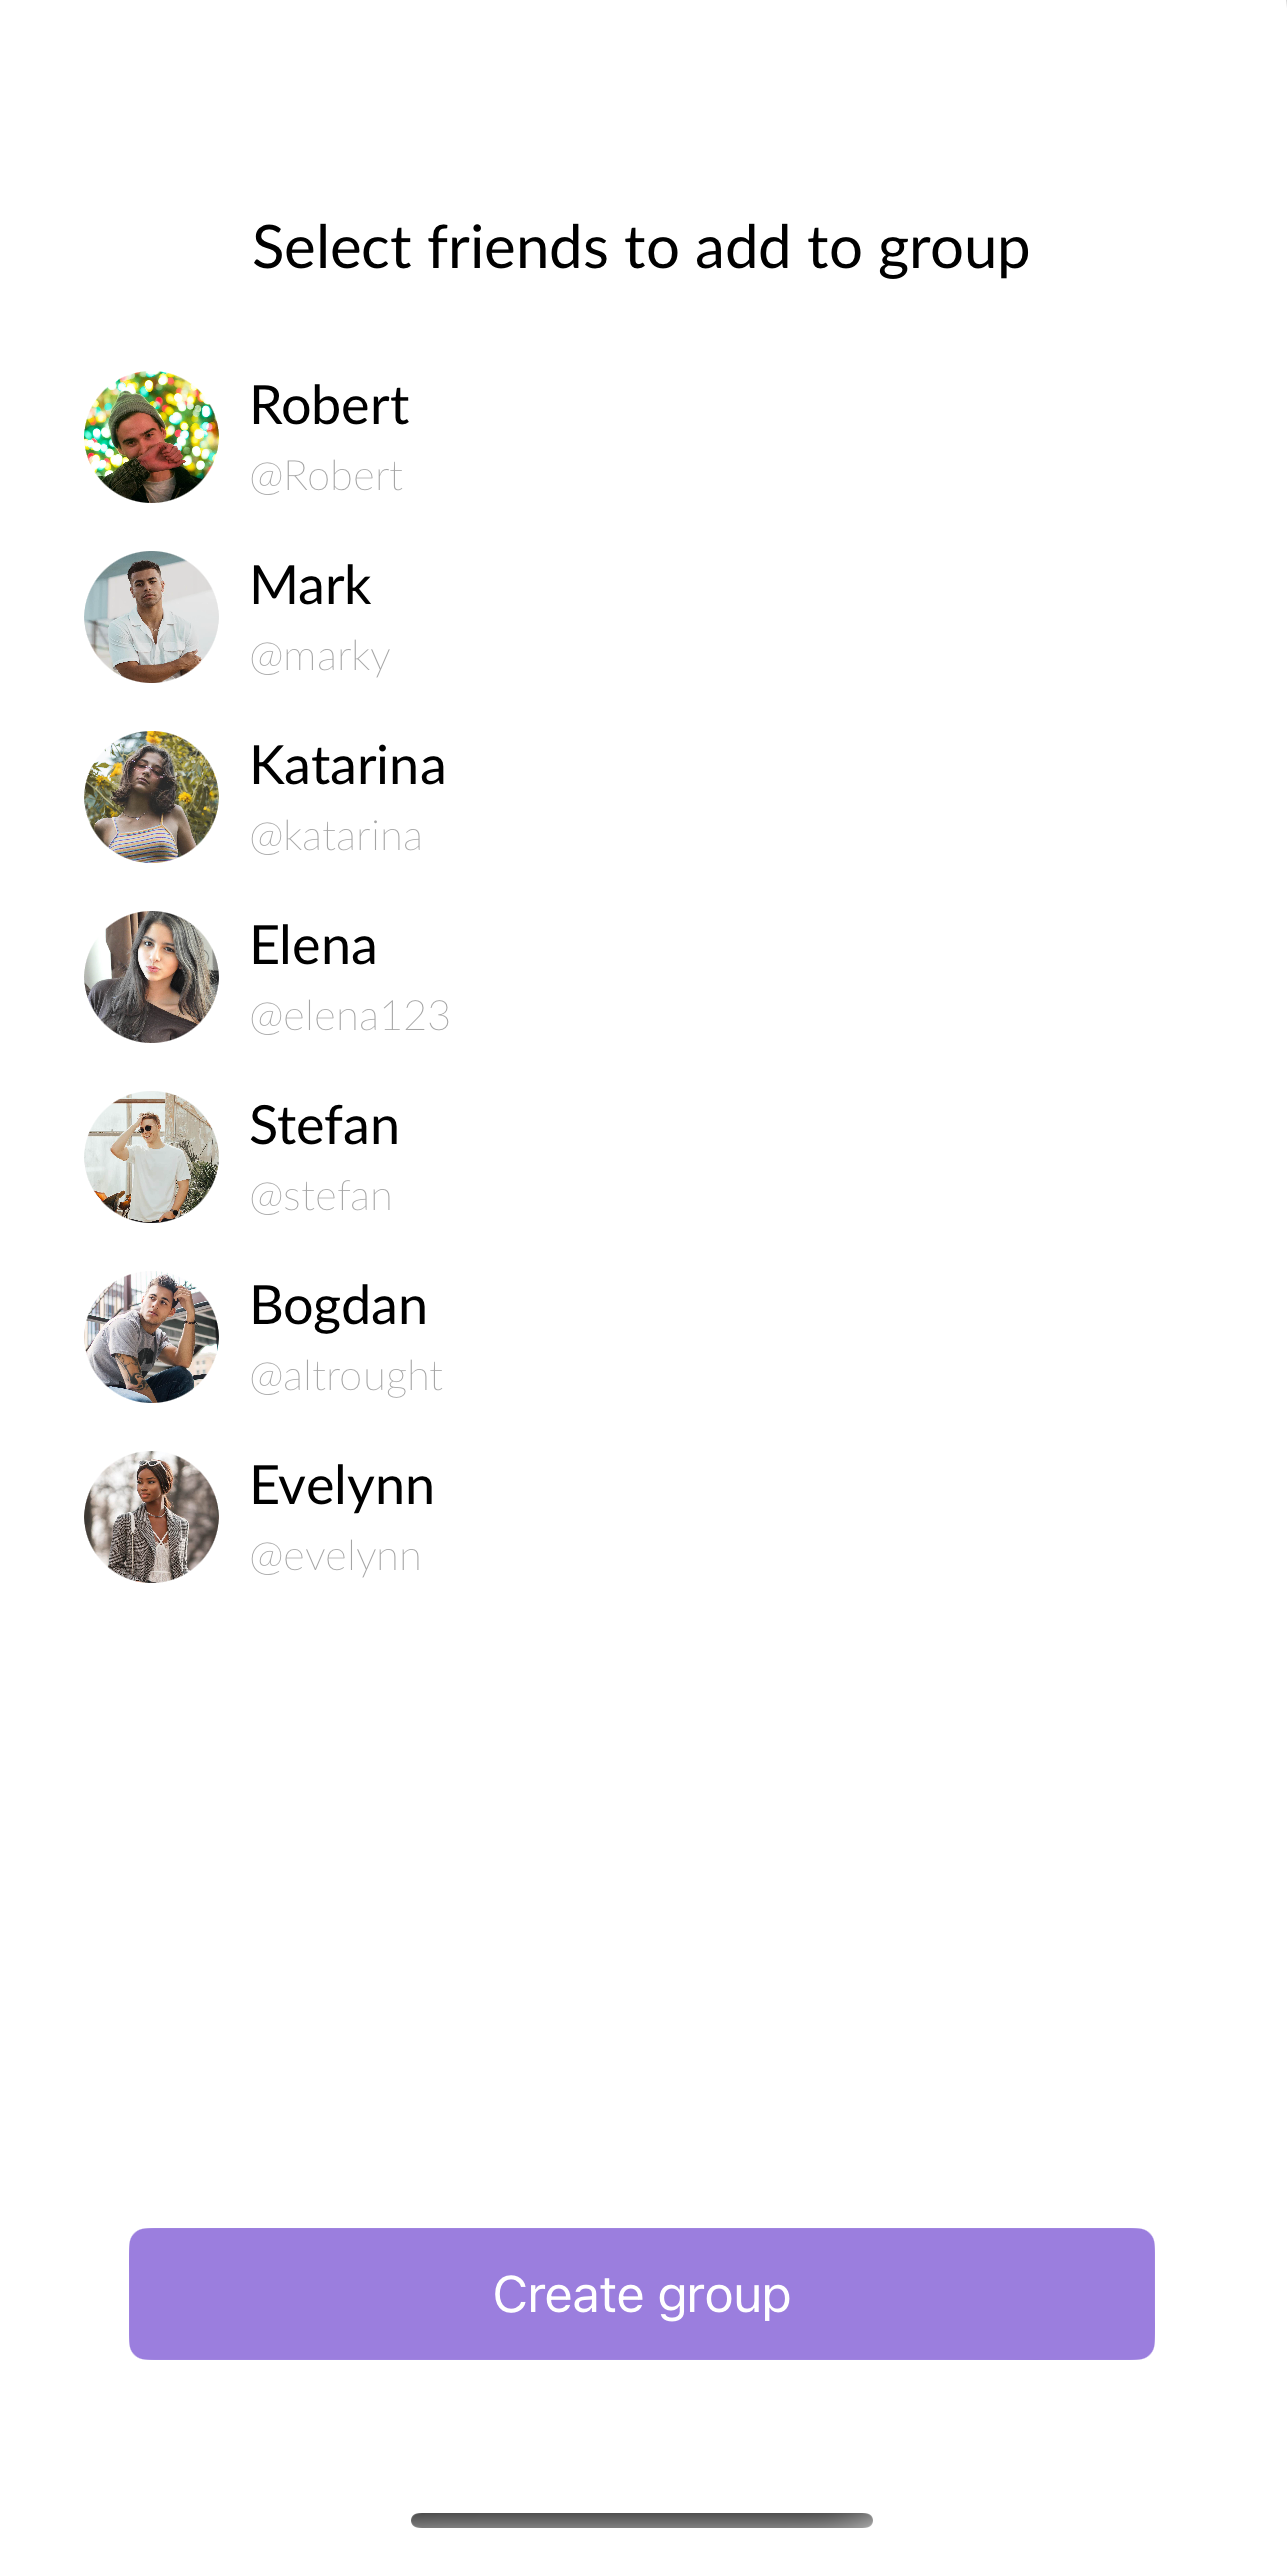 Select friends to add to group
Robert
@Robert
Mark
@marky
Katarina
@katarina
Elena
@elena123
Stefan
@stefan
Bogdan
@altrought
Evelynn
@evelynn
Create group